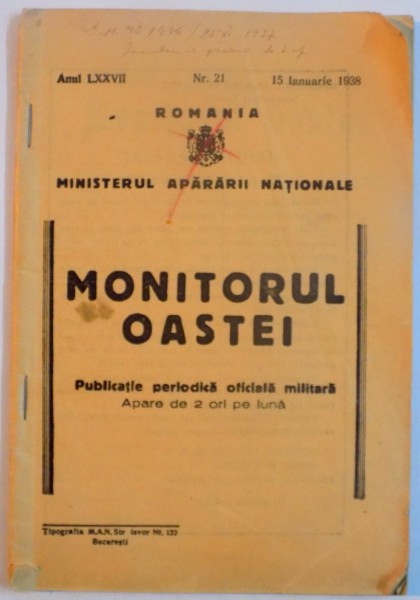 Anul LXXVII Nr. 21 15 Ianuarie 1938
ROMANIA
MINISTERUL APĂRĂRII NAȚIONALE
MONITORUL
OASTEI
Publicație periodică oficială militară
Apare de 2 ori pe lună
Tipografia M.A.N. Str Isvor Nr. 137
București